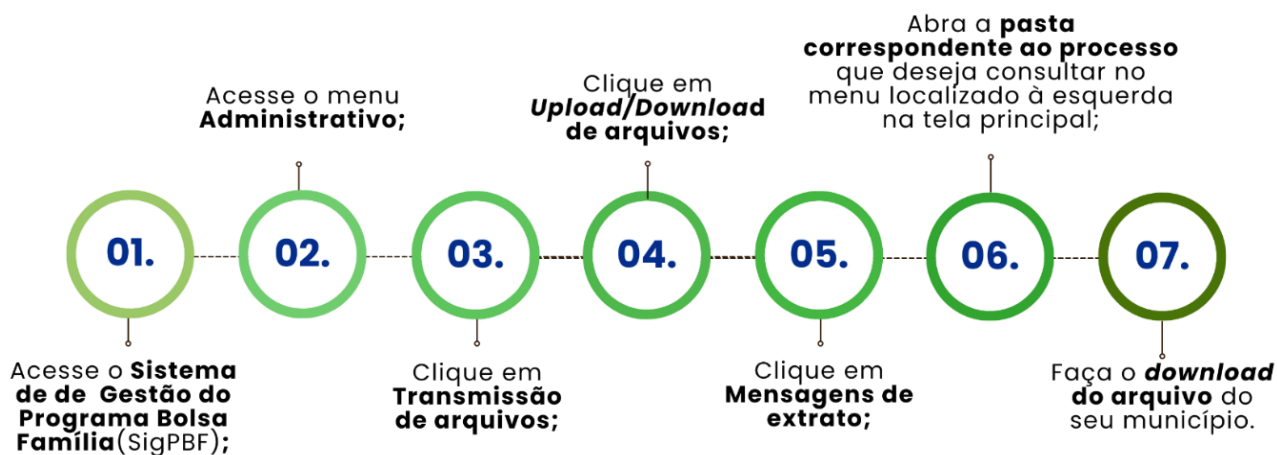 01.
Acesse o Sistema
de de Gestão do
Programa Bolsa
Família(SigPBF);
02.
Acesse o menu
Administrativo;
03.
Clique em
Transmissão
de arquivos;
04.
Clique em
Upload/Download
de arquivos;
05.
Clique em
Mensagens de
extrato;
06.
Abra a pasta
correspondente ao processo
que deseja consultar no
menu localizado à esquerda
na tela principal;
07.
Faça o download
do arquivo do
seu município.